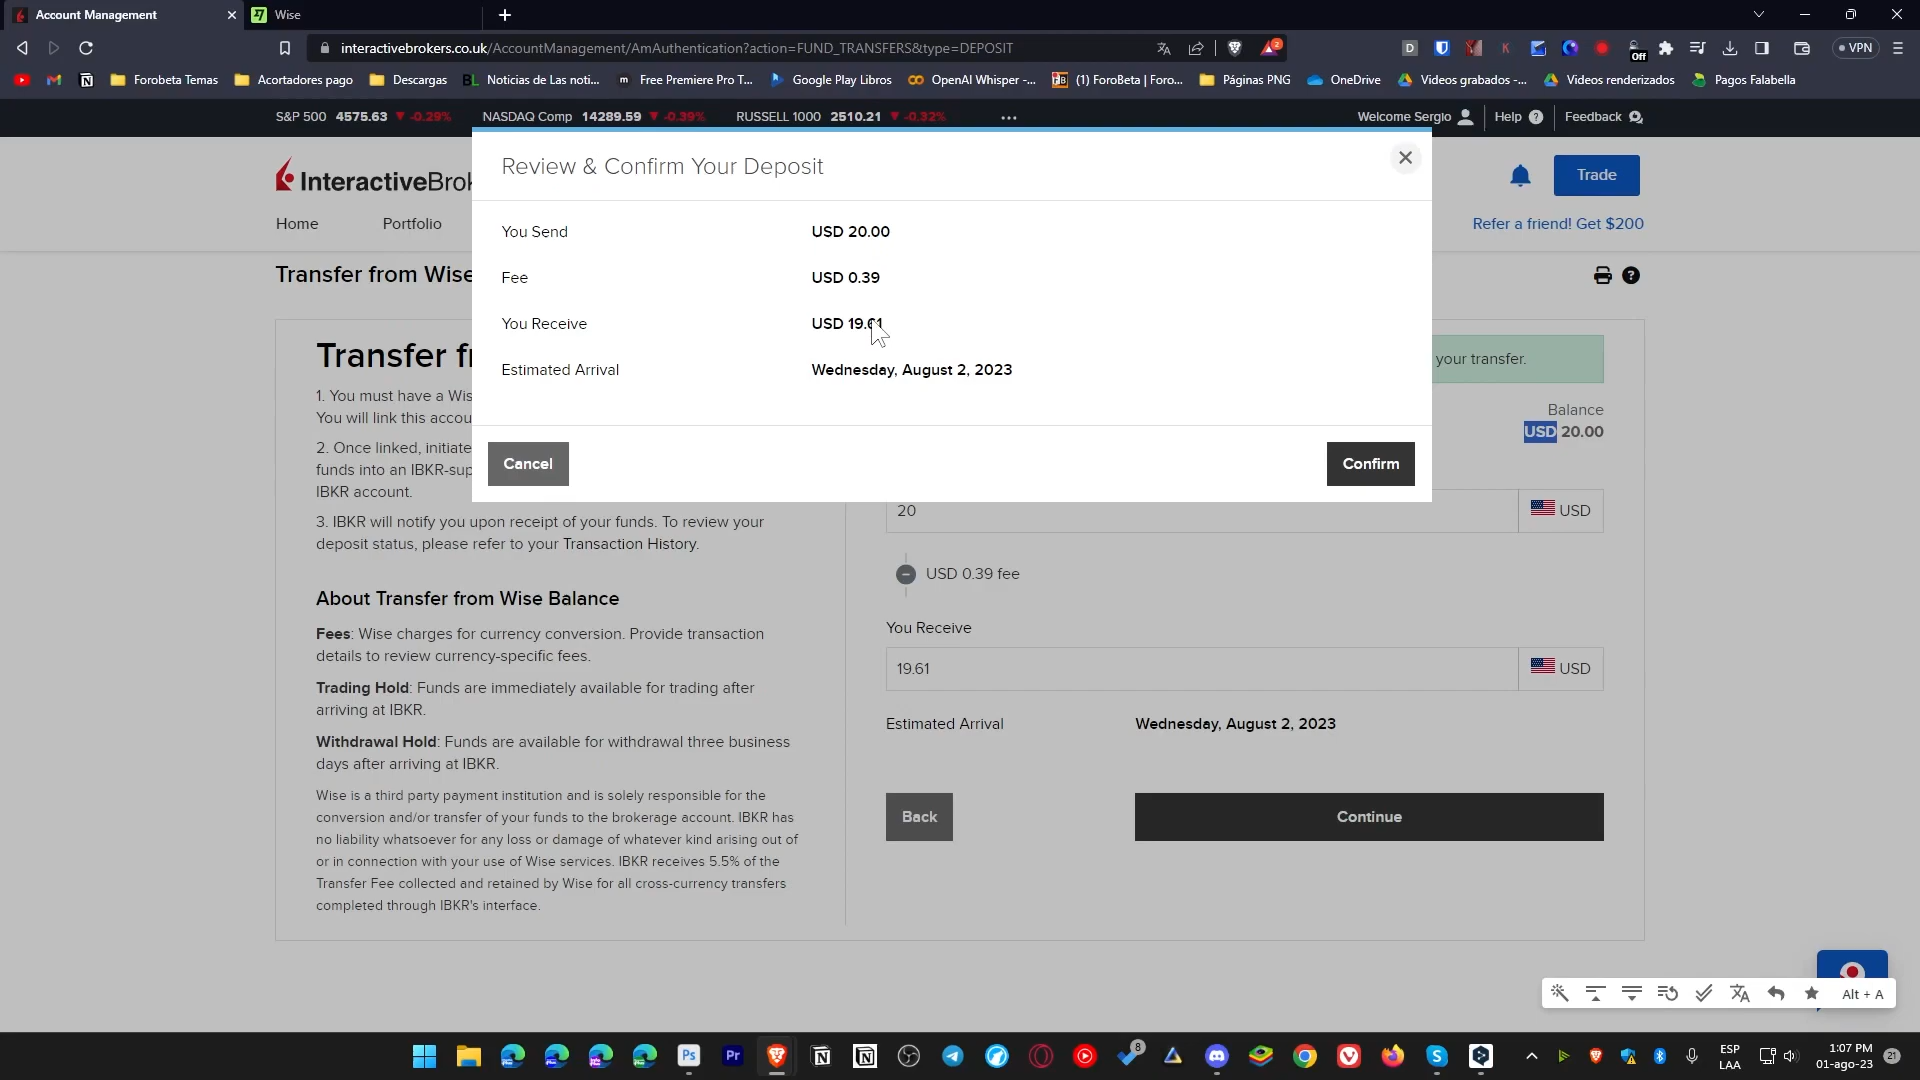 Account Management
Wise
interactivebrokers.co.uk/AccountManagement/AmAuthentication?action=FUND_TRANSFERS&type=DEPOSIT
2
D
K
Off
VPN
Forobeta Temas
Acortadores pago
Descargas
BL Noticias de Las noti...
m Free Premiere Pro T...
Google Play Libros
OpenAI Whisper -...
(1) ForoBeta | Foro...
Páginas PNG
OneDrive
Videos grabados -...
Videos renderizados
Pagos Falabella
S&P 500 4575.63 ▼ -0.29%
NASDAQ Comp 14289.59 ▼ -0.39%
RUSSELL 1000 2510.21 ▼ -0.32%
•••
Welcome Sergio
Help ?
Feedback
InteractiveBrok
Trade
Home
Portfolio
Refer a friend! Get $200
Transfer from Wise
?
Review & Confirm Your Deposit
You Send USD 20.00
Fee USD 0.39
You Receive USD 19.61
Estimated Arrival Wednesday, August 2, 2023
Cancel
Confirm
Transfer fr
1. You must have a Wis
You will link this accou
2. Once linked, initiate
funds into an IBKR-sup
IBKR account.
3. IBKR will notify you upon receipt of your funds. To review your
deposit status, please refer to your Transaction History.
About Transfer from Wise Balance
Fees: Wise charges for currency conversion. Provide transaction
details to review currency-specific fees.
Trading Hold: Funds are immediately available for trading after
arriving at IBKR.
Withdrawal Hold: Funds are available for withdrawal three business
days after arriving at IBKR.
Wise is a third party payment institution and is solely responsible for the
conversion and/or transfer of your funds to the brokerage account. IBKR has
no liability whatsoever for any loss or damage of whatever kind arising out of
or in connection with your use of Wise services. IBKR receives 5.5% of the
Transfer Fee collected and retained by Wise for all cross-currency transfers
completed through IBKR's interface.
your transfer.
Balance
USD 20.00
20
USD
USD 0.39 fee
You Receive
19.61
USD
Estimated Arrival Wednesday, August 2, 2023
Back
Continue
Alt + A
Ps
Pr
8
ESP
LAA
1:07 PM
01-ago-23
21